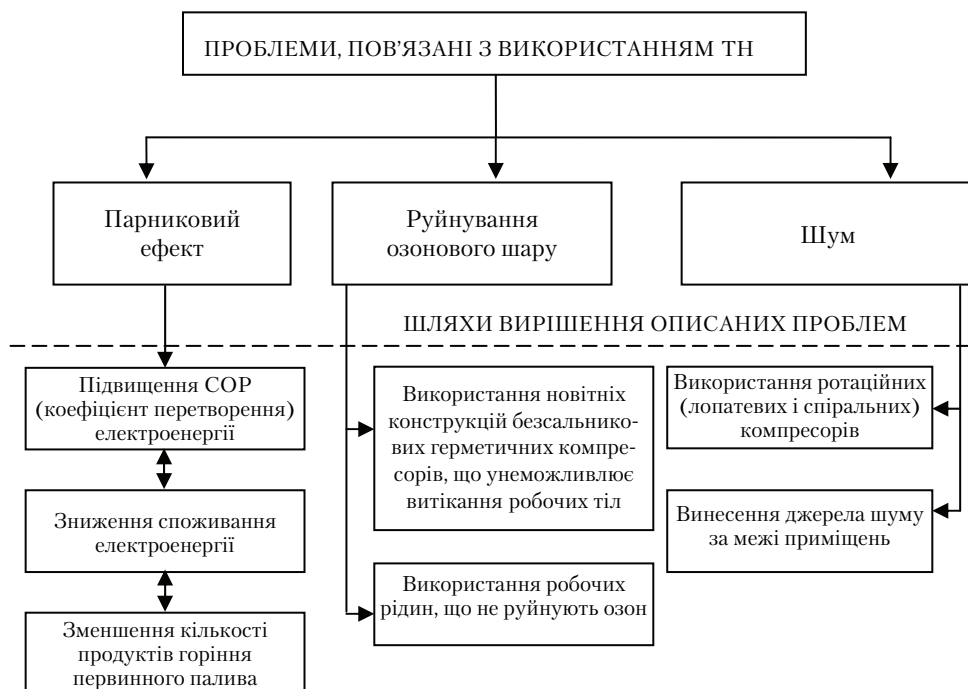 ПРОБЛЕМИ, ПОВ’ЯЗАНІ З ВИКОРИСТАННЯМ ТН
Парниковий
ефект
Руйнування
озонового шару
Шум
ШЛЯХИ ВИРІШЕННЯ ОПИСАНИХ ПРОБЛЕМ
Підвищення СОР
(коефіцієнт перетворення)
електроенергії
Зниження споживання
електроенергії
Зменшення кількості
продуктів горіння
первинного палива
Використання новітніх
конструкцій безсальнико-
вих герметичних компре-
сорів, що унеможливлює
витікання робочих тіл
Використання робочих
рідин, що не руйнують озон
Використання ротаційних
(лопатевих і спіральних)
компресорів
Винесення джерела шуму
за межі приміщень